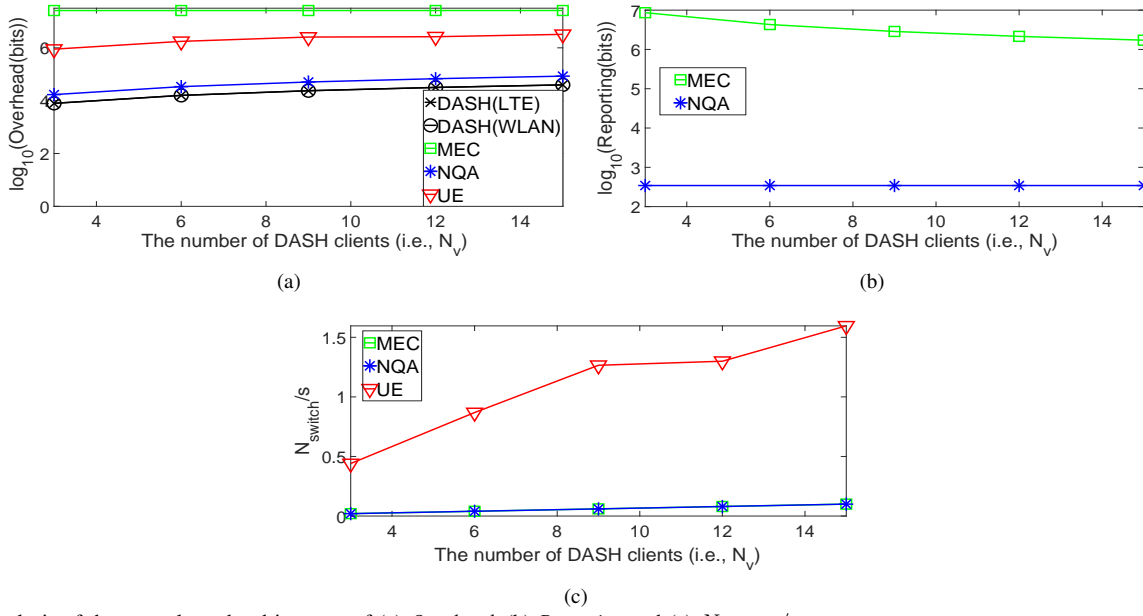 6
4
2
0
log10(Overhead(bits))
DASH(LTE)
DASH(WLAN)
MEC
NQA
UE
4 6 8 10 12 14
The number of DASH clients (i.e., Nv)
(a)
7
6
5
4
3
2
log10(Reporting(bits))
MEC
NQA
4 6 8 10 12 14
The number of DASH clients (i.e., Nv)
(b)
1.5
1
0.5
0
Nswitch/s
MEC
NQA
UE
4 6 8 10 12 14
The number of DASH clients (i.e., Nv)
(c)